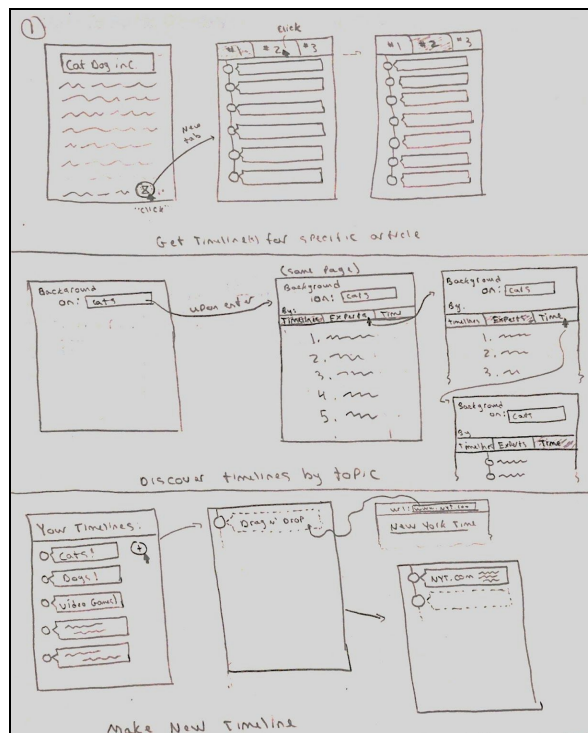 1
Cat Dog inc.
"click"
New tab
click
#1 #2 #3
#1 #2 #3
Get Timeline(s) for specific article
Background
on: cats
upon enter
(same page)
Background
on: cats
By:
Timelines Experts Time
1.
2.
3.
4.
5.
Background
on: cats
By.
Timelines Experts Time
1.
2.
3.
Background
on: cats
By
Timelines Experts Time
Discover timelines by topic
Your Timelines.
Cats!
+
Dogs!
Video Games!
Drag n' Drop
New York Time
NYT.com
Make New Timeline